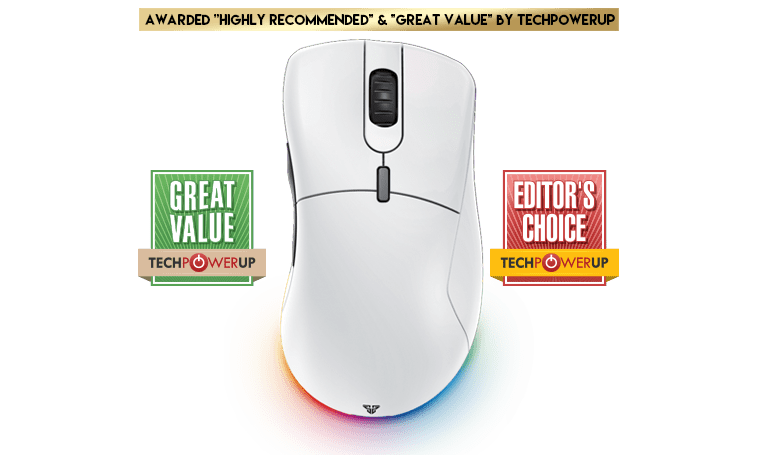 AWARDED "HIGHLY RECOMMENDED" & "GREAT VALUE" BY TECHPOWERUP
GREAT
VALUE
TECHPOWERUP
EDITOR'S
CHOICE
TECHPOWERUP